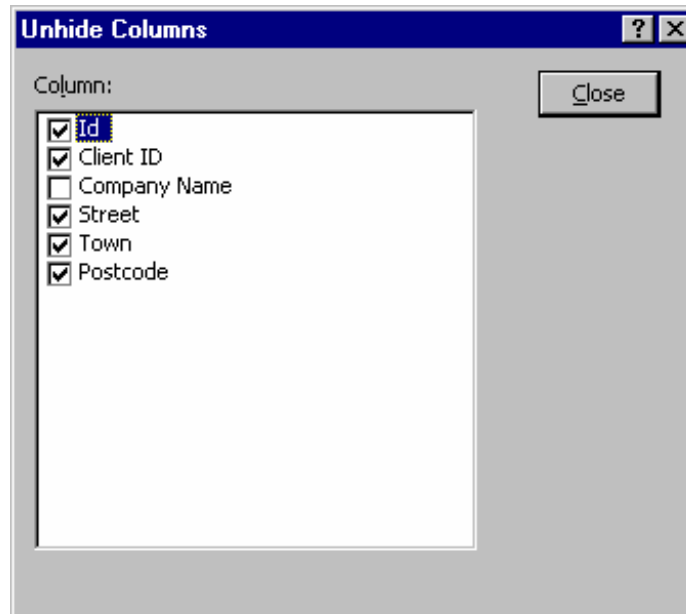 Unhide Columns
Column:
Close
Id
Client ID
Company Name
Street
Town
Postcode